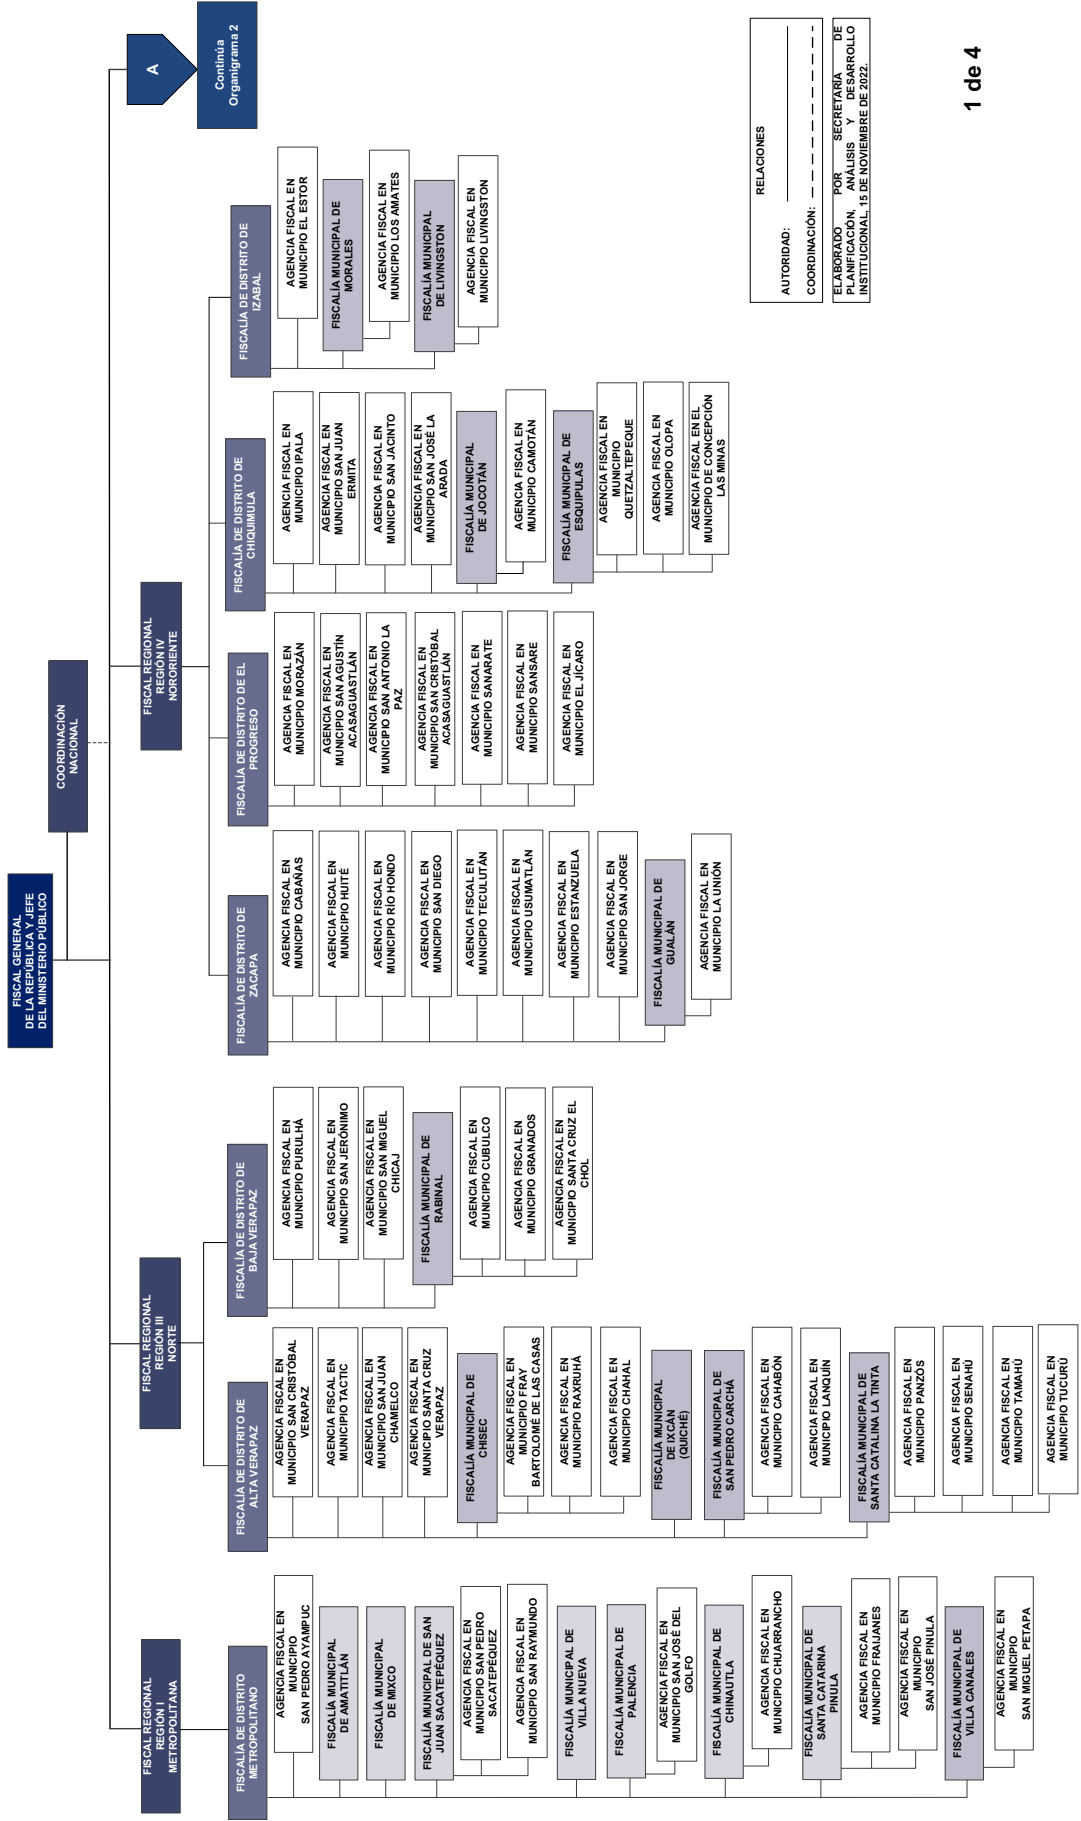 FISCAL GENERAL
DE LA REPÚBLICA Y JEFE
DEL MINISTERIO PÚBLICO
COORDINACIÓN
NACIONAL
FISCAL REGIONAL
REGIÓN I
METROPOLITANA
FISCALÍA DE DISTRITO
METROPOLITANO
AGENCIA FISCAL EN
MUNICIPIO
SAN PEDRO AYAMPUC
FISCALÍA MUNICIPAL
DE AMATITLÁN
FISCALÍA MUNICIPAL
DE MIXCO
FISCALÍA MUNICIPAL DE SAN
JUAN SACATEPÉQUEZ
AGENCIA FISCAL EN
MUNICIPIO SAN PEDRO
SACATEPÉQUEZ
AGENCIA FISCAL EN
MUNICIPIO SAN RAYMUNDO
FISCALÍA MUNICIPAL DE
VILLA NUEVA
FISCALÍA MUNICIPAL DE
PALENCIA
AGENCIA FISCAL EN
MUNICIPIO SAN JOSÉ DEL
GOLFO
FISCALÍA MUNICIPAL DE
CHINAUTLA
AGENCIA FISCAL EN
MUNICIPIO CHUARRANCHO
FISCALÍA MUNICIPAL DE
SANTA CATARINA
PINULA
AGENCIA FISCAL EN
MUNICIPIO FRAIJANES
AGENCIA FISCAL EN
MUNICIPIO
SAN JOSÉ PINULA
FISCALÍA MUNICIPAL DE
VILLA CANALES
AGENCIA FISCAL EN
MUNICIPIO
SAN MIGUEL PETAPA
FISCAL REGIONAL
REGIÓN III
NORTE
FISCALÍA DE DISTRITO DE
ALTA VERAPAZ
AGENCIA FISCAL EN
MUNICIPIO SAN CRISTÓBAL
VERAPAZ
AGENCIA FISCAL EN
MUNICIPIO TACTIC
AGENCIA FISCAL EN
MUNICIPIO SAN JUAN
CHAMELCO
AGENCIA FISCAL EN
MUNICIPIO SANTA CRUZ
VERAPAZ
FISCALÍA MUNICIPAL DE
CHISEC
AGENCIA FISCAL EN
MUNICIPIO FRAY
BARTOLOMÉ DE LAS CASAS
AGENCIA FISCAL EN
MUNICIPIO RAXRUHÁ
AGENCIA FISCAL EN
MUNICIPIO CHAHAL
FISCALÍA MUNICIPAL
DE IXCÁN
(QUICHÉ)
FISCALÍA MUNICIPAL DE
SAN PEDRO CARCHÁ
AGENCIA FISCAL EN
MUNICIPIO CAHABÓN
AGENCIA FISCAL EN
MUNICIPIO LANQUÍN
FISCALÍA MUNICIPAL DE
SANTA CATALINA LA TINTA
AGENCIA FISCAL EN
MUNICIPIO PANZÓS
AGENCIA FISCAL EN
MUNICIPIO SENAHÚ
AGENCIA FISCAL EN
MUNICIPIO TAMAHÚ
AGENCIA FISCAL EN
MUNICIPIO TUCURÚ
FISCALÍA DE DISTRITO DE
BAJA VERAPAZ
AGENCIA FISCAL EN
MUNICIPIO PURULHÁ
AGENCIA FISCAL EN
MUNICIPIO SAN JERÓNIMO
AGENCIA FISCAL EN
MUNICIPIO SAN MIGUEL
CHICAJ
FISCALÍA MUNICIPAL DE
RABINAL
AGENCIA FISCAL EN
MUNICIPIO CUBULCO
AGENCIA FISCAL EN
MUNICIPIO GRANADOS
AGENCIA FISCAL EN
MUNICIPIO SANTA CRUZ EL
CHOL
FISCAL REGIONAL
REGIÓN IV
NORORIENTE
FISCALÍA DE DISTRITO DE
ZACAPA
AGENCIA FISCAL EN
MUNICIPIO CABAÑAS
AGENCIA FISCAL EN
MUNICIPIO HUITÉ
AGENCIA FISCAL EN
MUNICIPIO RÍO HONDO
AGENCIA FISCAL EN
MUNICIPIO SAN DIEGO
AGENCIA FISCAL EN
MUNICIPIO TECULUTÁN
AGENCIA FISCAL EN
MUNICIPIO USUMATLÁN
AGENCIA FISCAL EN
MUNICIPIO ESTANZUELA
AGENCIA FISCAL EN
MUNICIPIO SAN JORGE
FISCALÍA MUNICIPAL DE
GUALÁN
AGENCIA FISCAL EN
MUNICIPIO LA UNIÓN
FISCALÍA DE DISTRITO DE EL
PROGRESO
AGENCIA FISCAL EN
MUNICIPIO MORAZÁN
AGENCIA FISCAL EN
MUNICIPIO SAN AGUSTÍN
ACASAGUASTLÁN
AGENCIA FISCAL EN
MUNICIPIO SAN ANTONIO LA
PAZ
AGENCIA FISCAL EN
MUNICIPIO SAN CRISTÓBAL
ACASAGUASTLÁN
AGENCIA FISCAL EN
MUNICIPIO SANARATE
AGENCIA FISCAL EN
MUNICIPIO SANSARE
AGENCIA FISCAL EN
MUNICIPIO EL JÍCARO
FISCALÍA DE DISTRITO DE
CHIQUIMULA
AGENCIA FISCAL EN
MUNICIPIO IPALA
AGENCIA FISCAL EN
MUNICIPIO SAN JUAN
ERMITA
AGENCIA FISCAL EN
MUNICIPIO SAN JACINTO
AGENCIA FISCAL EN
MUNICIPIO SAN JOSÉ LA
ARADA
FISCALÍA MUNICIPAL
DE JOCOTÁN
AGENCIA FISCAL EN
MUNICIPIO CAMOTÁN
FISCALÍA MUNICIPAL DE
ESQUIPULAS
AGENCIA FISCAL EN
MUNICIPIO
QUETZALTEPEQUE
AGENCIA FISCAL EN
MUNICIPIO OLOPA
AGENCIA FISCAL EN EL
MUNICIPIO DE CONCEPCIÓN
LAS MINAS
FISCALÍA DE DISTRITO DE
IZABAL
AGENCIA FISCAL EN
MUNICIPIO EL ESTOR
FISCALÍA MUNICIPAL DE
MORALES
AGENCIA FISCAL EN
MUNICIPIO LOS AMATES
FISCALÍA MUNICIPAL
DE LIVINGSTON
AGENCIA FISCAL EN
MUNICIPIO LIVINGSTON
A
Continúa
Organigrama 2
RELACIONES
AUTORIDAD:
COORDINACIÓN:
ELABORADO POR SECRETARÍA DE
PLANIFICACIÓN, ANÁLISIS Y DESARROLLO
INSTITUCIONAL, 15 DE NOVIEMBRE DE 2022.
1 de 4